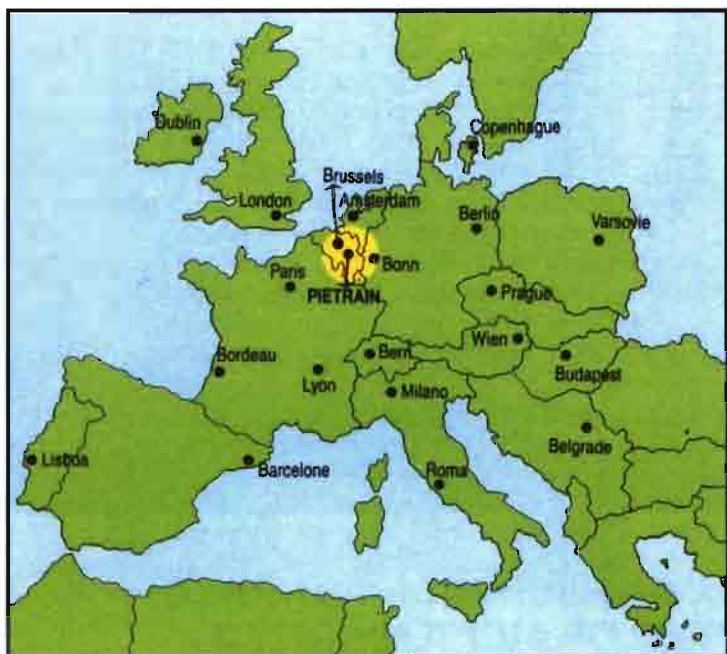 Dublin
Copenhague
Brussels
London
Amsterdam
Berlin
Varsovie
Bonn
Paris
PIETRAIN
Prague
Wien
Bordeau
Bern
Lyon
Budapest
Milano
Belgrade
Lisboa
Barcelone
Roma